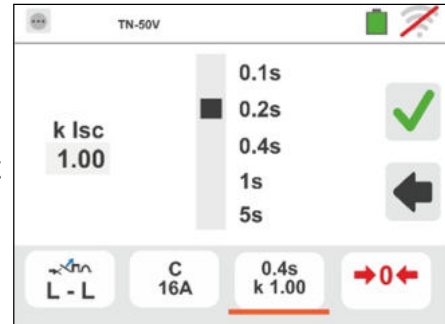 TN-50V
k Isc
1.00
0.1s
0.2s
0.4s
1s
5s
L - L
C
16A
0.4s
k 1.00
→0←